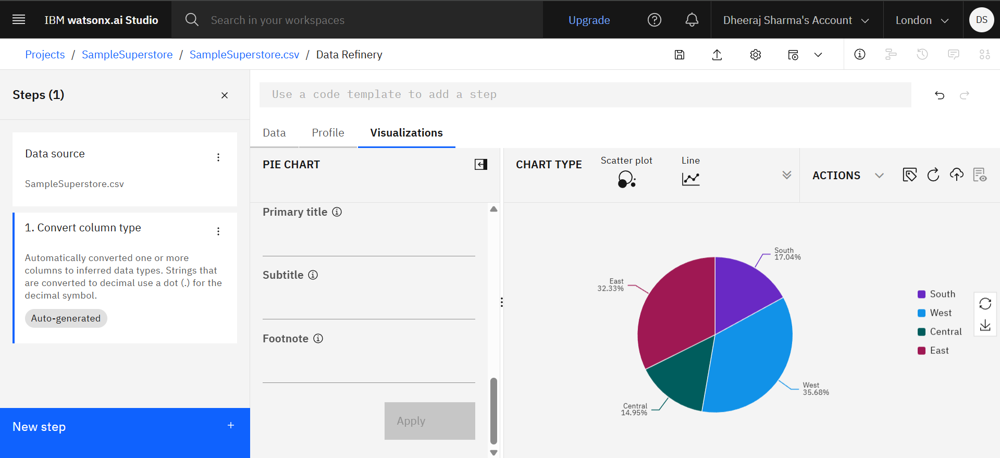 IBM watsonx.ai Studio
Search in your workspaces
Upgrade
Dheeraj Sharma's Account
London
DS
Projects / SampleSuperstore / SampleSuperstore.csv / Data Refinery
Steps (1)
Data source
SampleSuperstore.csv
1. Convert column type
Automatically converted one or more
columns to inferred data types. Strings that
are converted to decimal use a dot (.) for the
decimal symbol.
Auto-generated
New step
+
Use a code template to add a step
Data
Profile
Visualizations
PIE CHART
Primary title
Subtitle
Footnote
Apply
CHART TYPE
Scatter plot
Line
ACTIONS
South
17.04%
East
32.33%
West
35.68%
Central
14.95%
South
West
Central
East